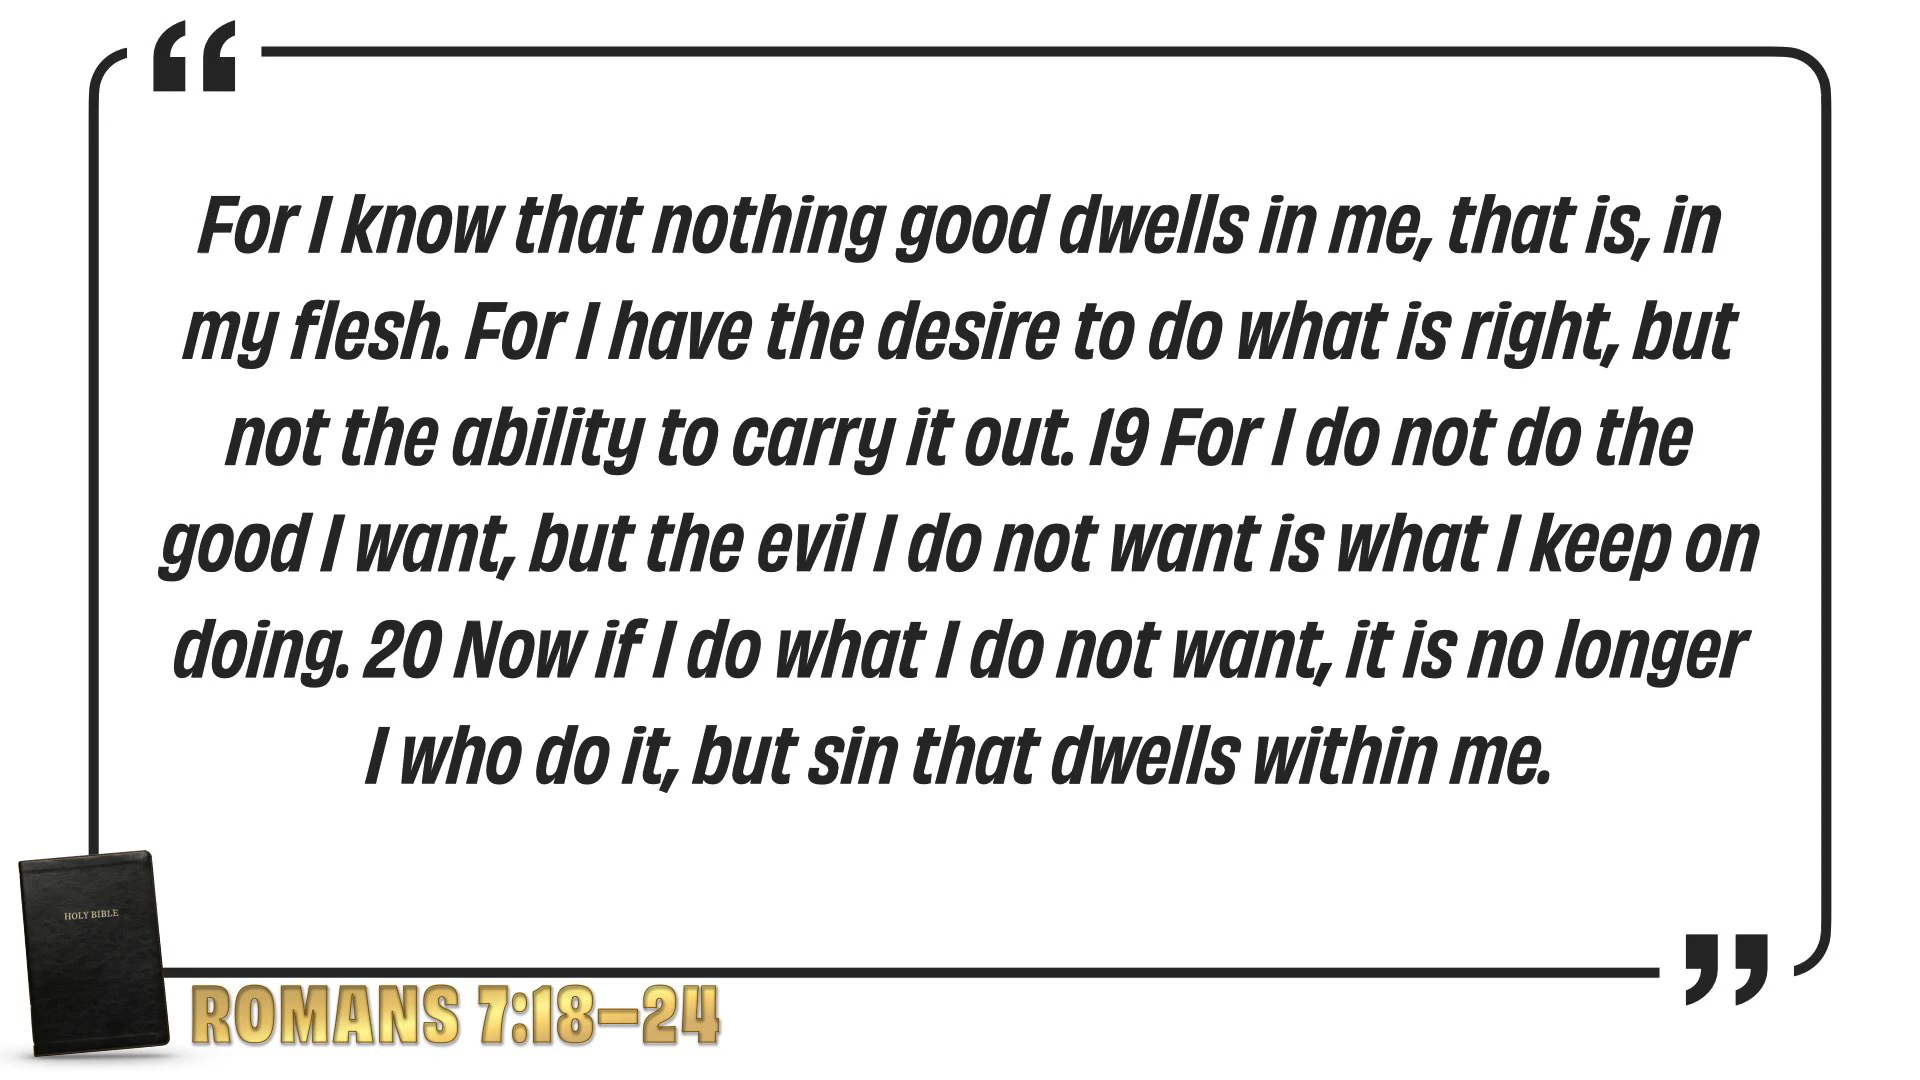 “
For I know that nothing good dwells in me, that is, in
my flesh. For I have the desire to do what is right, but
not the ability to carry it out. 19 For I do not do the
good I want, but the evil I do not want is what I keep on
doing. 20 Now if I do what I do not want, it is no longer
I who do it, but sin that dwells within me.
”
HOLY BIBLE
ROMANS 7:18–24